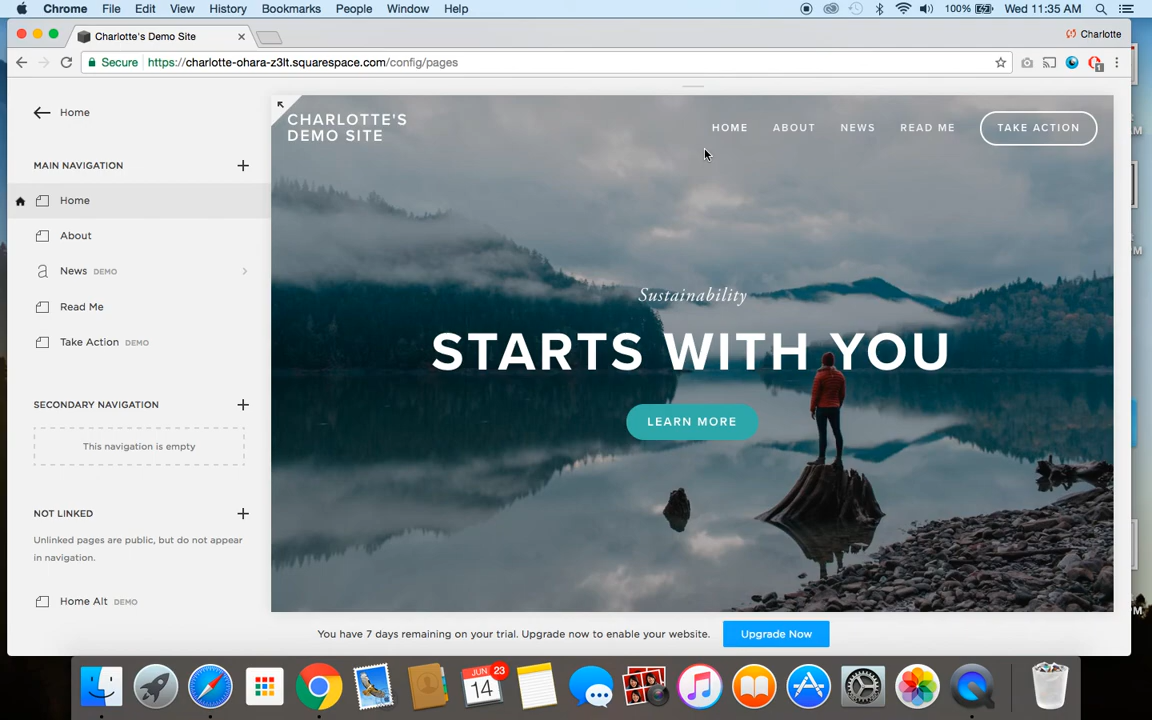 Chrome File Edit View History Bookmarks People Window Help 100% Wed 11:35 AM
Charlotte's Demo Site Charlotte
Secure https://charlotte-ohara-z3lt.squarespace.com/config/pages
Home
MAIN NAVIGATION
Home
About
News DEMO
Read Me
Take Action DEMO
SECONDARY NAVIGATION
This navigation is empty
NOT LINKED
Unlinked pages are public, but do not appear
in navigation.
Home Alt DEMO
CHARLOTTE'S
DEMO SITE
HOME ABOUT NEWS READ ME TAKE ACTION
Sustainability
STARTS WITH YOU
LEARN MORE
You have 7 days remaining on your trial. Upgrade now to enable your website. Upgrade Now
JUN 23
14